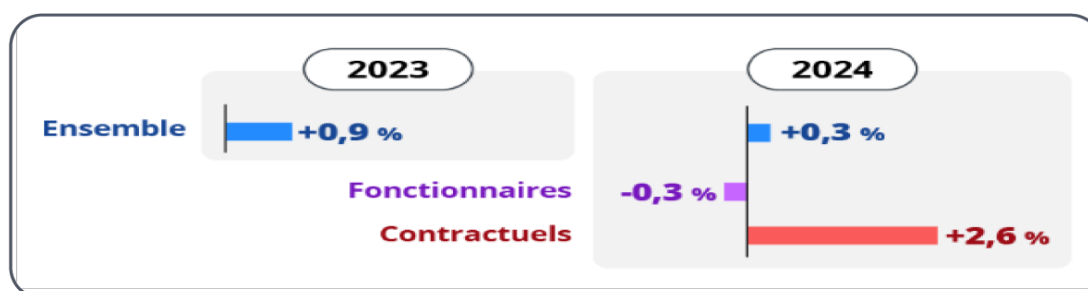 2023
2024
Ensemble
+0,9 %
+0,3 %
Fonctionnaires
-0,3 %
Contractuels
+2,6 %